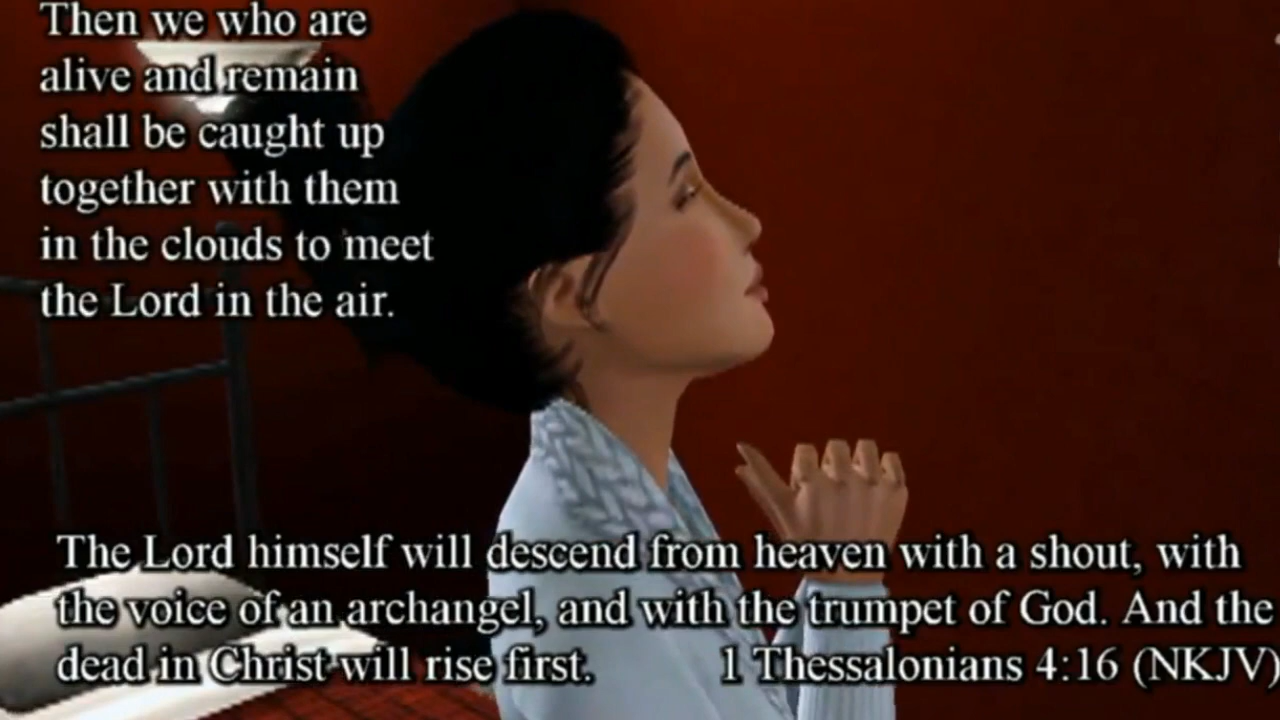 Then we who are
alive and remain
shall be caught up
together with them
in the clouds to meet
the Lord in the air.
The Lord himself will descend from heaven with a shout, with
the voice of an archangel, and with the trumpet of God. And the
dead in Christ will rise first. 1 Thessalonians 4:16 (NKJV)